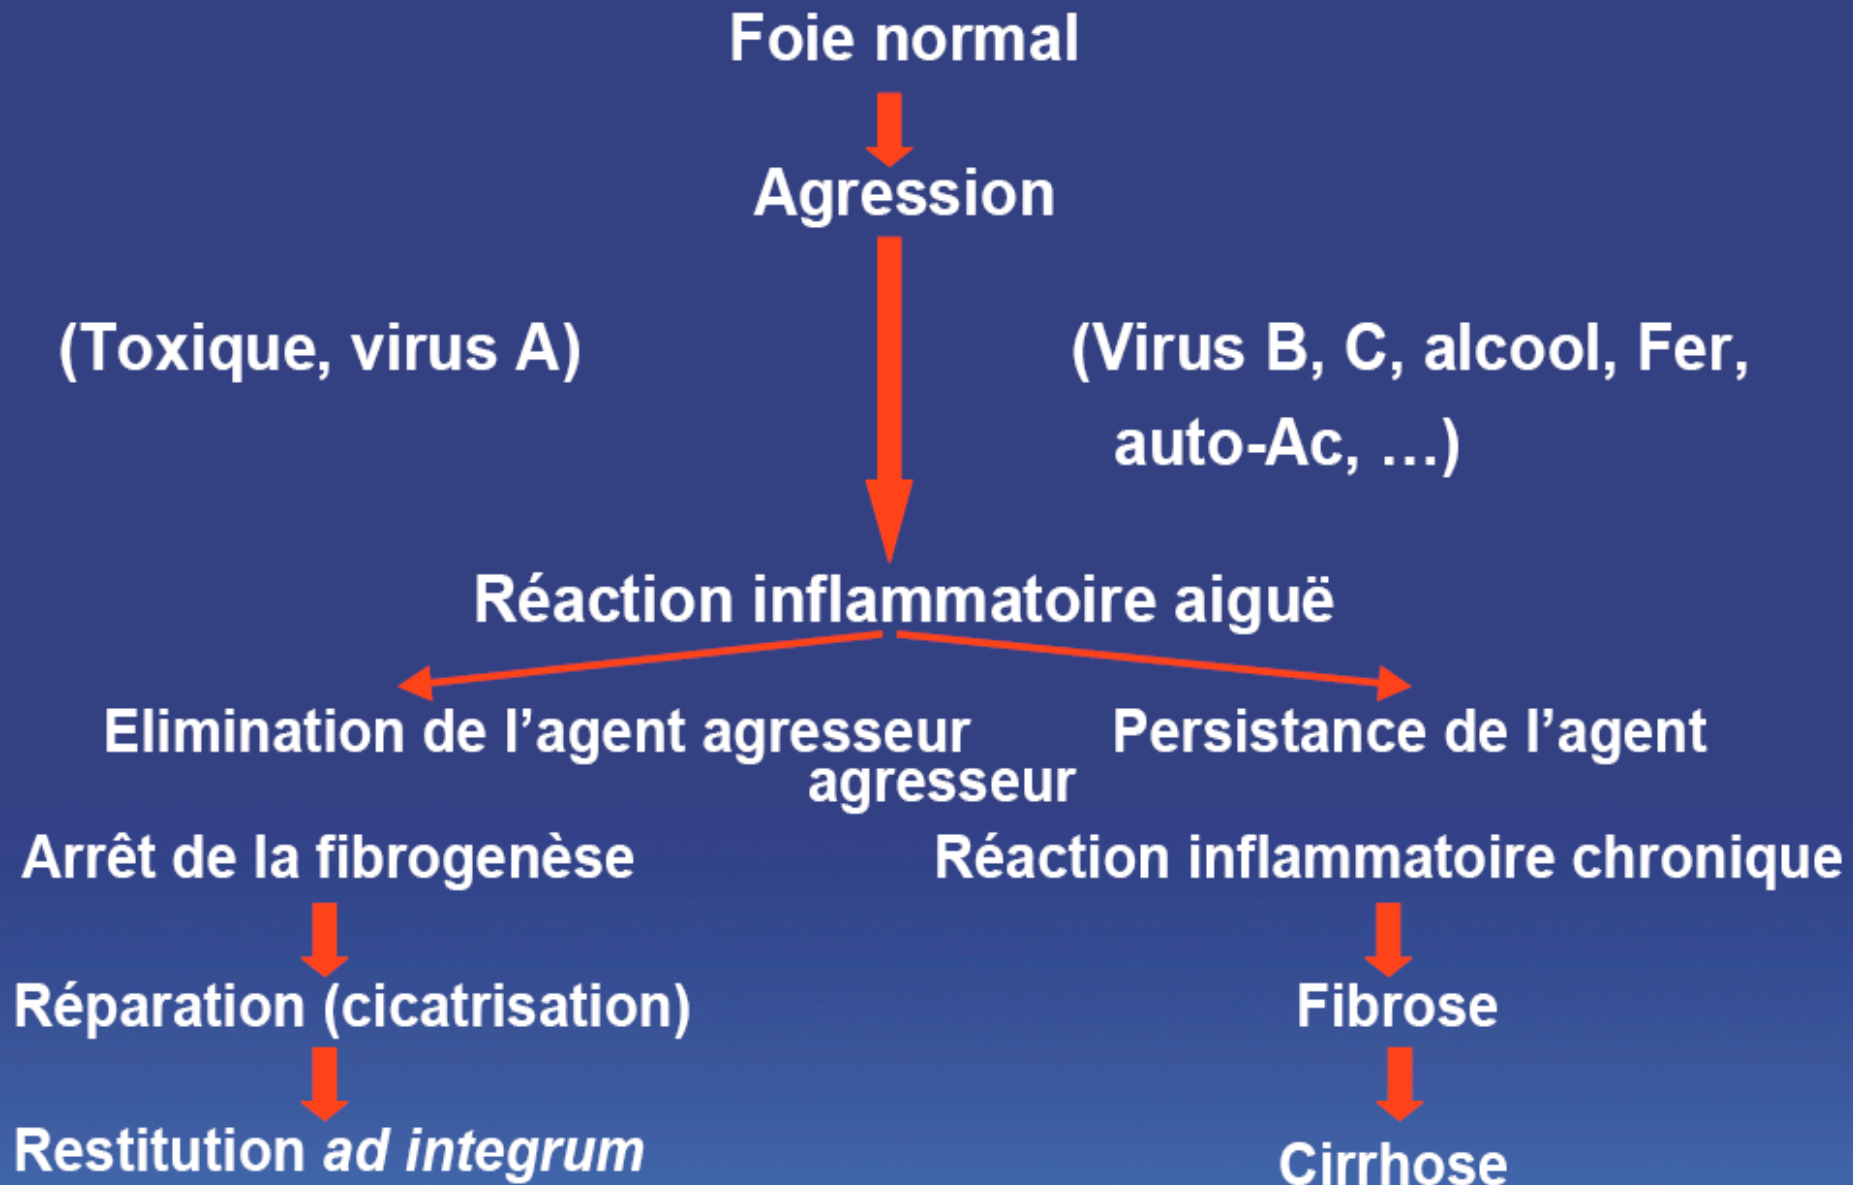 Foie normal
Agression
(Toxique, virus A)
(Virus B, C, alcool, Fer,
auto-Ac, …)
Réaction inflammatoire aiguë
Elimination de l’agent agresseur Persistance de l’agent
agresseur
Arrêt de la fibrogenèse Réaction inflammatoire chronique
Réparation (cicatrisation) Fibrose
Restitution ad integrum Cirrhose